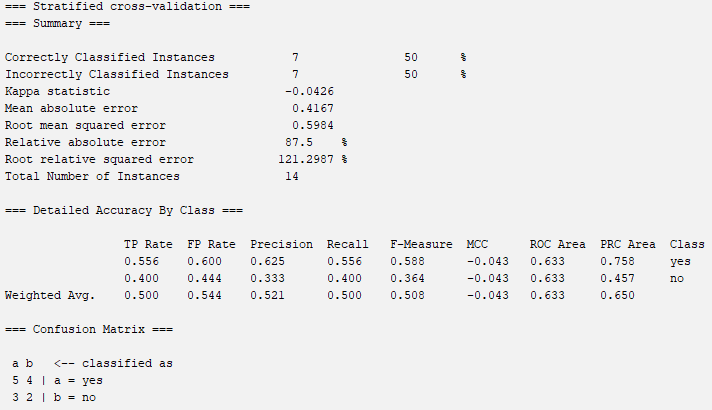 === Stratified cross-validation ===
=== Summary ===
Correctly Classified Instances 7 50 %
Incorrectly Classified Instances 7 50 %
Kappa statistic -0.0426
Mean absolute error 0.4167
Root mean squared error 0.5984
Relative absolute error 87.5 %
Root relative squared error 121.2987 %
Total Number of Instances 14
=== Detailed Accuracy By Class ===
TP Rate FP Rate Precision Recall F-Measure MCC ROC Area PRC Area Class
0.556 0.600 0.625 0.556 0.588 -0.043 0.633 0.758 yes
0.400 0.444 0.333 0.400 0.364 -0.043 0.633 0.457 no
Weighted Avg. 0.500 0.544 0.521 0.500 0.508 -0.043 0.633 0.650
=== Confusion Matrix ===
a b <-- classified as
5 4 | a = yes
3 2 | b = no